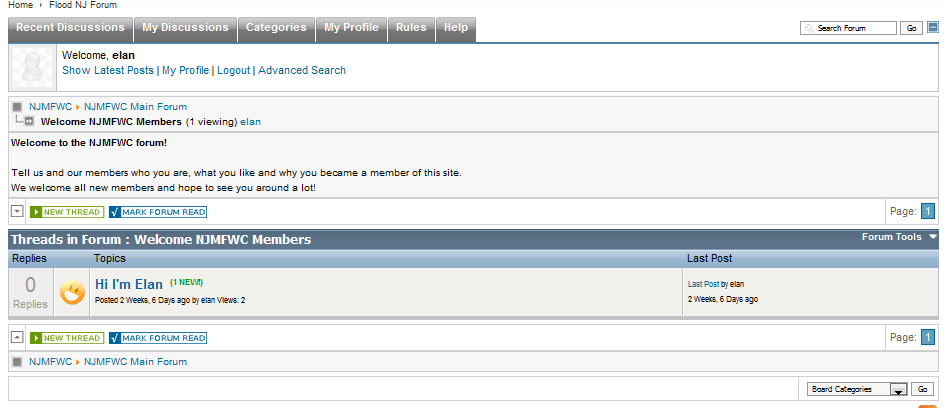 Home › Flood NJ Forum
Recent Discussions My Discussions Categories My Profile Rules Help
Search Forum Go
Welcome, elan
Show Latest Posts | My Profile | Logout | Advanced Search
NJMFWC NJMFWC Main Forum
Welcome NJMFWC Members (1 viewing) elan
Welcome to the NJMFWC forum!
Tell us and our members who you are, what you like and why you became a member of this site.
We welcome all new members and hope to see you around a lot!
NEW THREAD MARK FORUM READ Page: 1
Threads in Forum : Welcome NJMFWC Members Forum Tools
Replies Topics Last Post
0 Replies
Hi I'm Elan (1 NEW!)
Posted 2 Weeks, 6 Days ago by elan Views: 2
Last Post by elan
2 Weeks, 6 Days ago
NEW THREAD MARK FORUM READ Page: 1
NJMFWC NJMFWC Main Forum
Board Categories Go